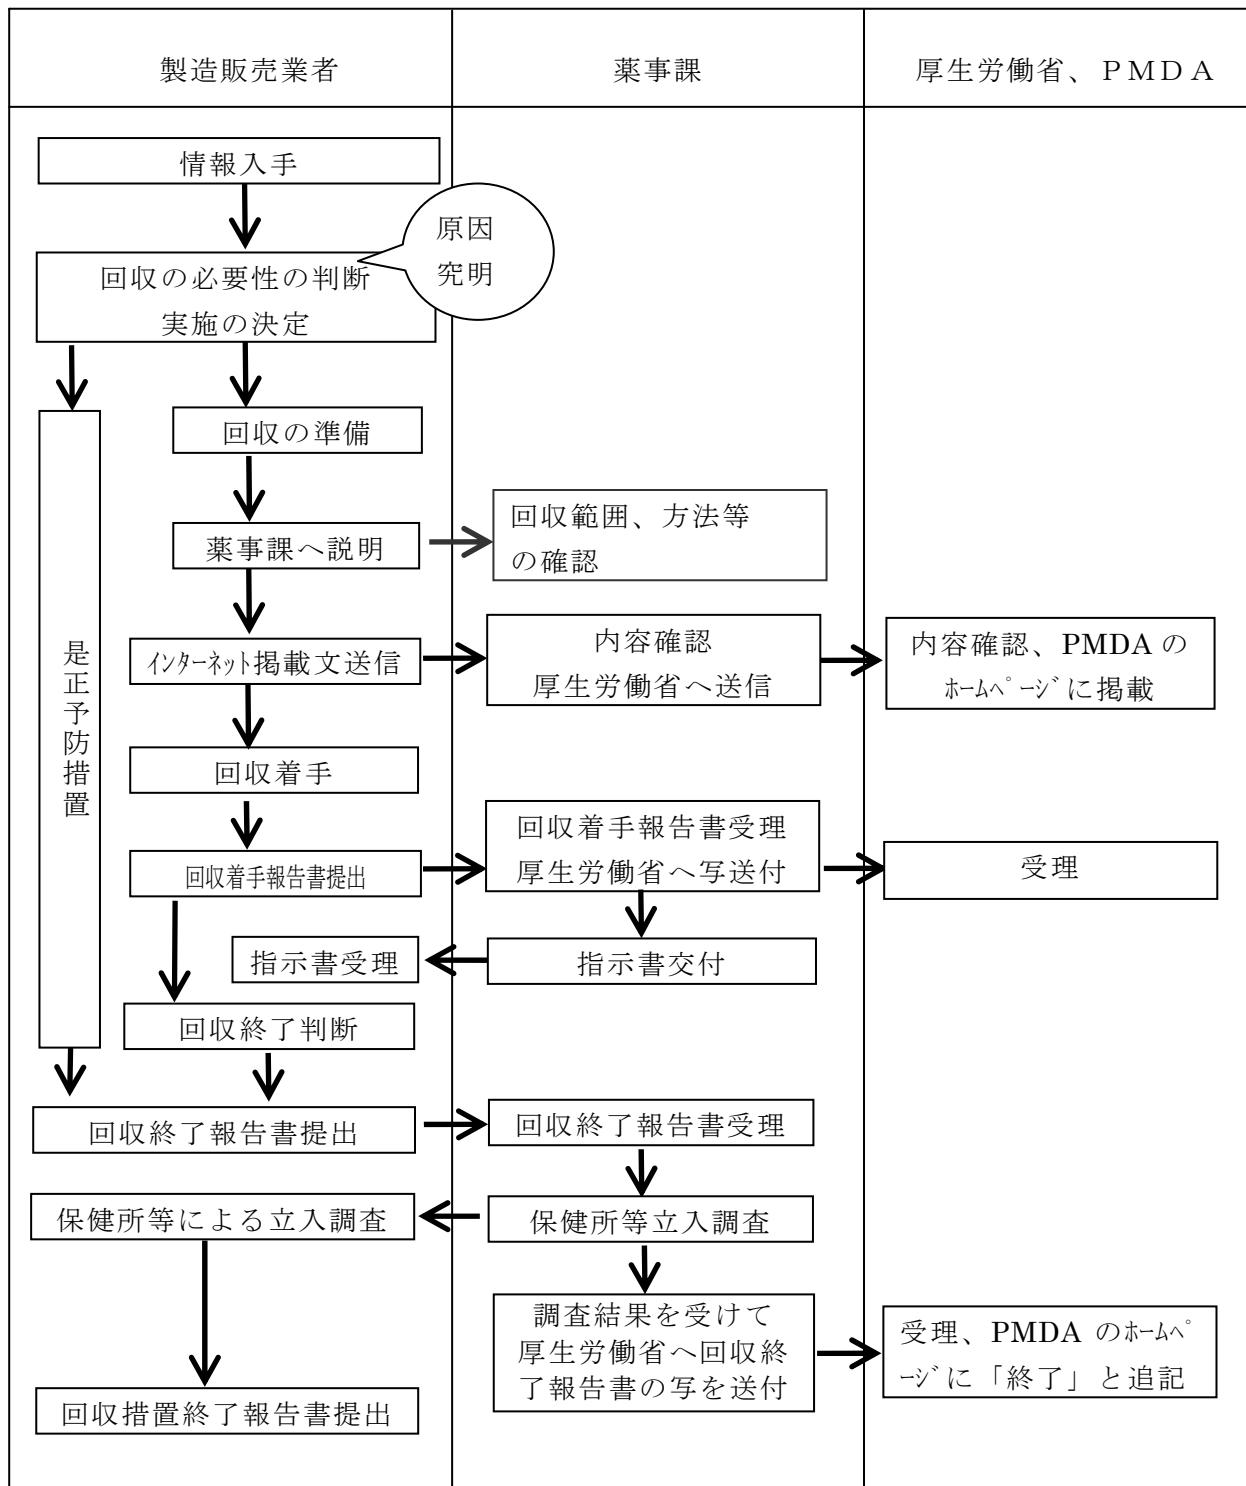 製造販売業者
薬事課
厚生労働省、ＰＭＤＡ
情報入手
原因
究明
回収の必要性の判断
実施の決定
回収の準備
薬事課へ説明
回収範囲、方法等
の確認
是正予防措置
ｲﾝﾀｰﾈｯﾄ掲載文送信
内容確認
厚生労働省へ送信
内容確認、PMDA の
ﾎｰﾑﾍﾟｰｼﾞに掲載
回収着手
回収着手報告書提出
回収着手報告書受理
厚生労働省へ写送付
受理
指示書受理
指示書交付
回収終了判断
回収終了報告書提出
回収終了報告書受理
保健所等による立入調査
保健所等立入調査
調査結果を受けて
厚生労働省へ回収終
了報告書の写を送付
受理、PMDA のﾎｰﾑﾍﾟ
ｰｼﾞに「終了」と追記
回収措置終了報告書提出